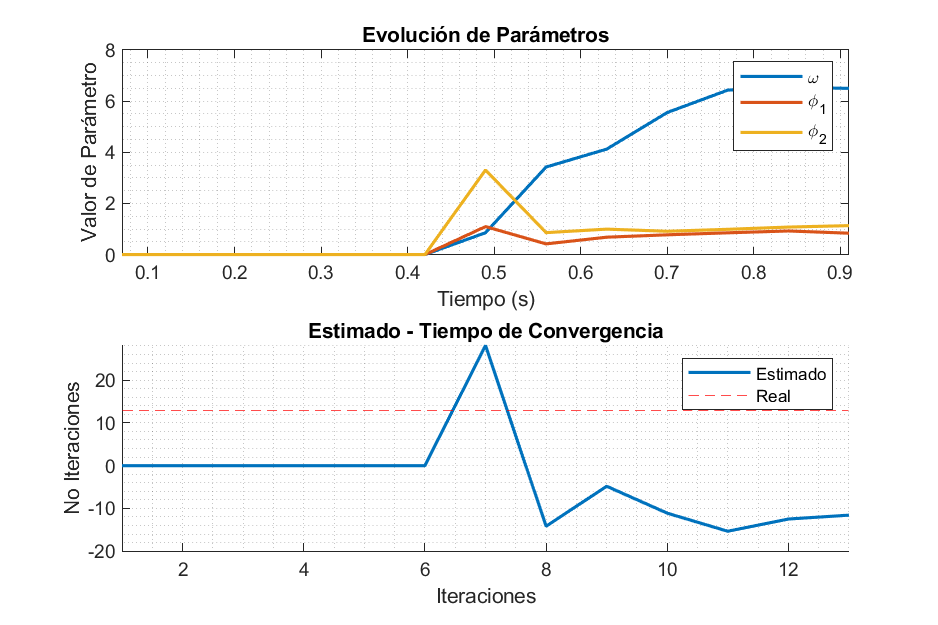 Evolución de Parámetros
Valor de Parámetro
8
6
4
2
0
ω
ϕ1
ϕ2
0.1 0.2 0.3 0.4 0.5 0.6 0.7 0.8 0.9
Tiempo (s)
Estimado - Tiempo de Convergencia
No Iteraciones
20
10
0
-10
-20
Estimado
Real
2 4 6 8 10 12
Iteraciones